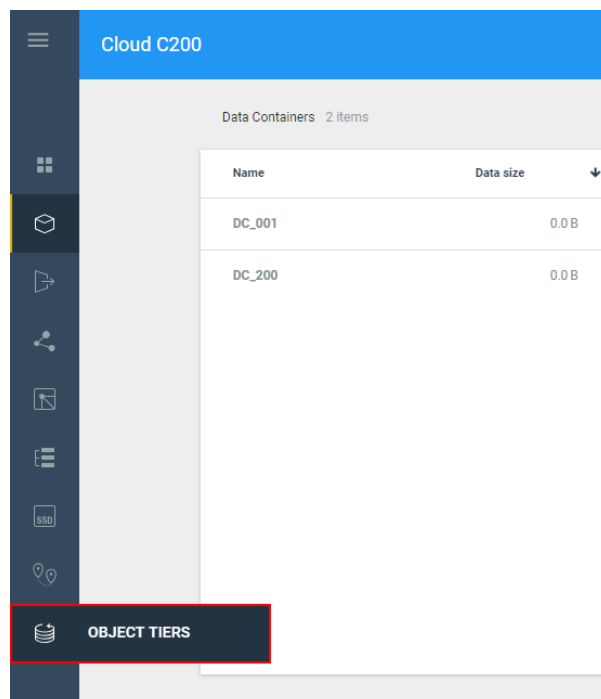 Cloud C200
Data Containers 2 items
Name Data size
DC_001 0.0 B
DC_200 0.0 B
SSD
OBJECT TIERS